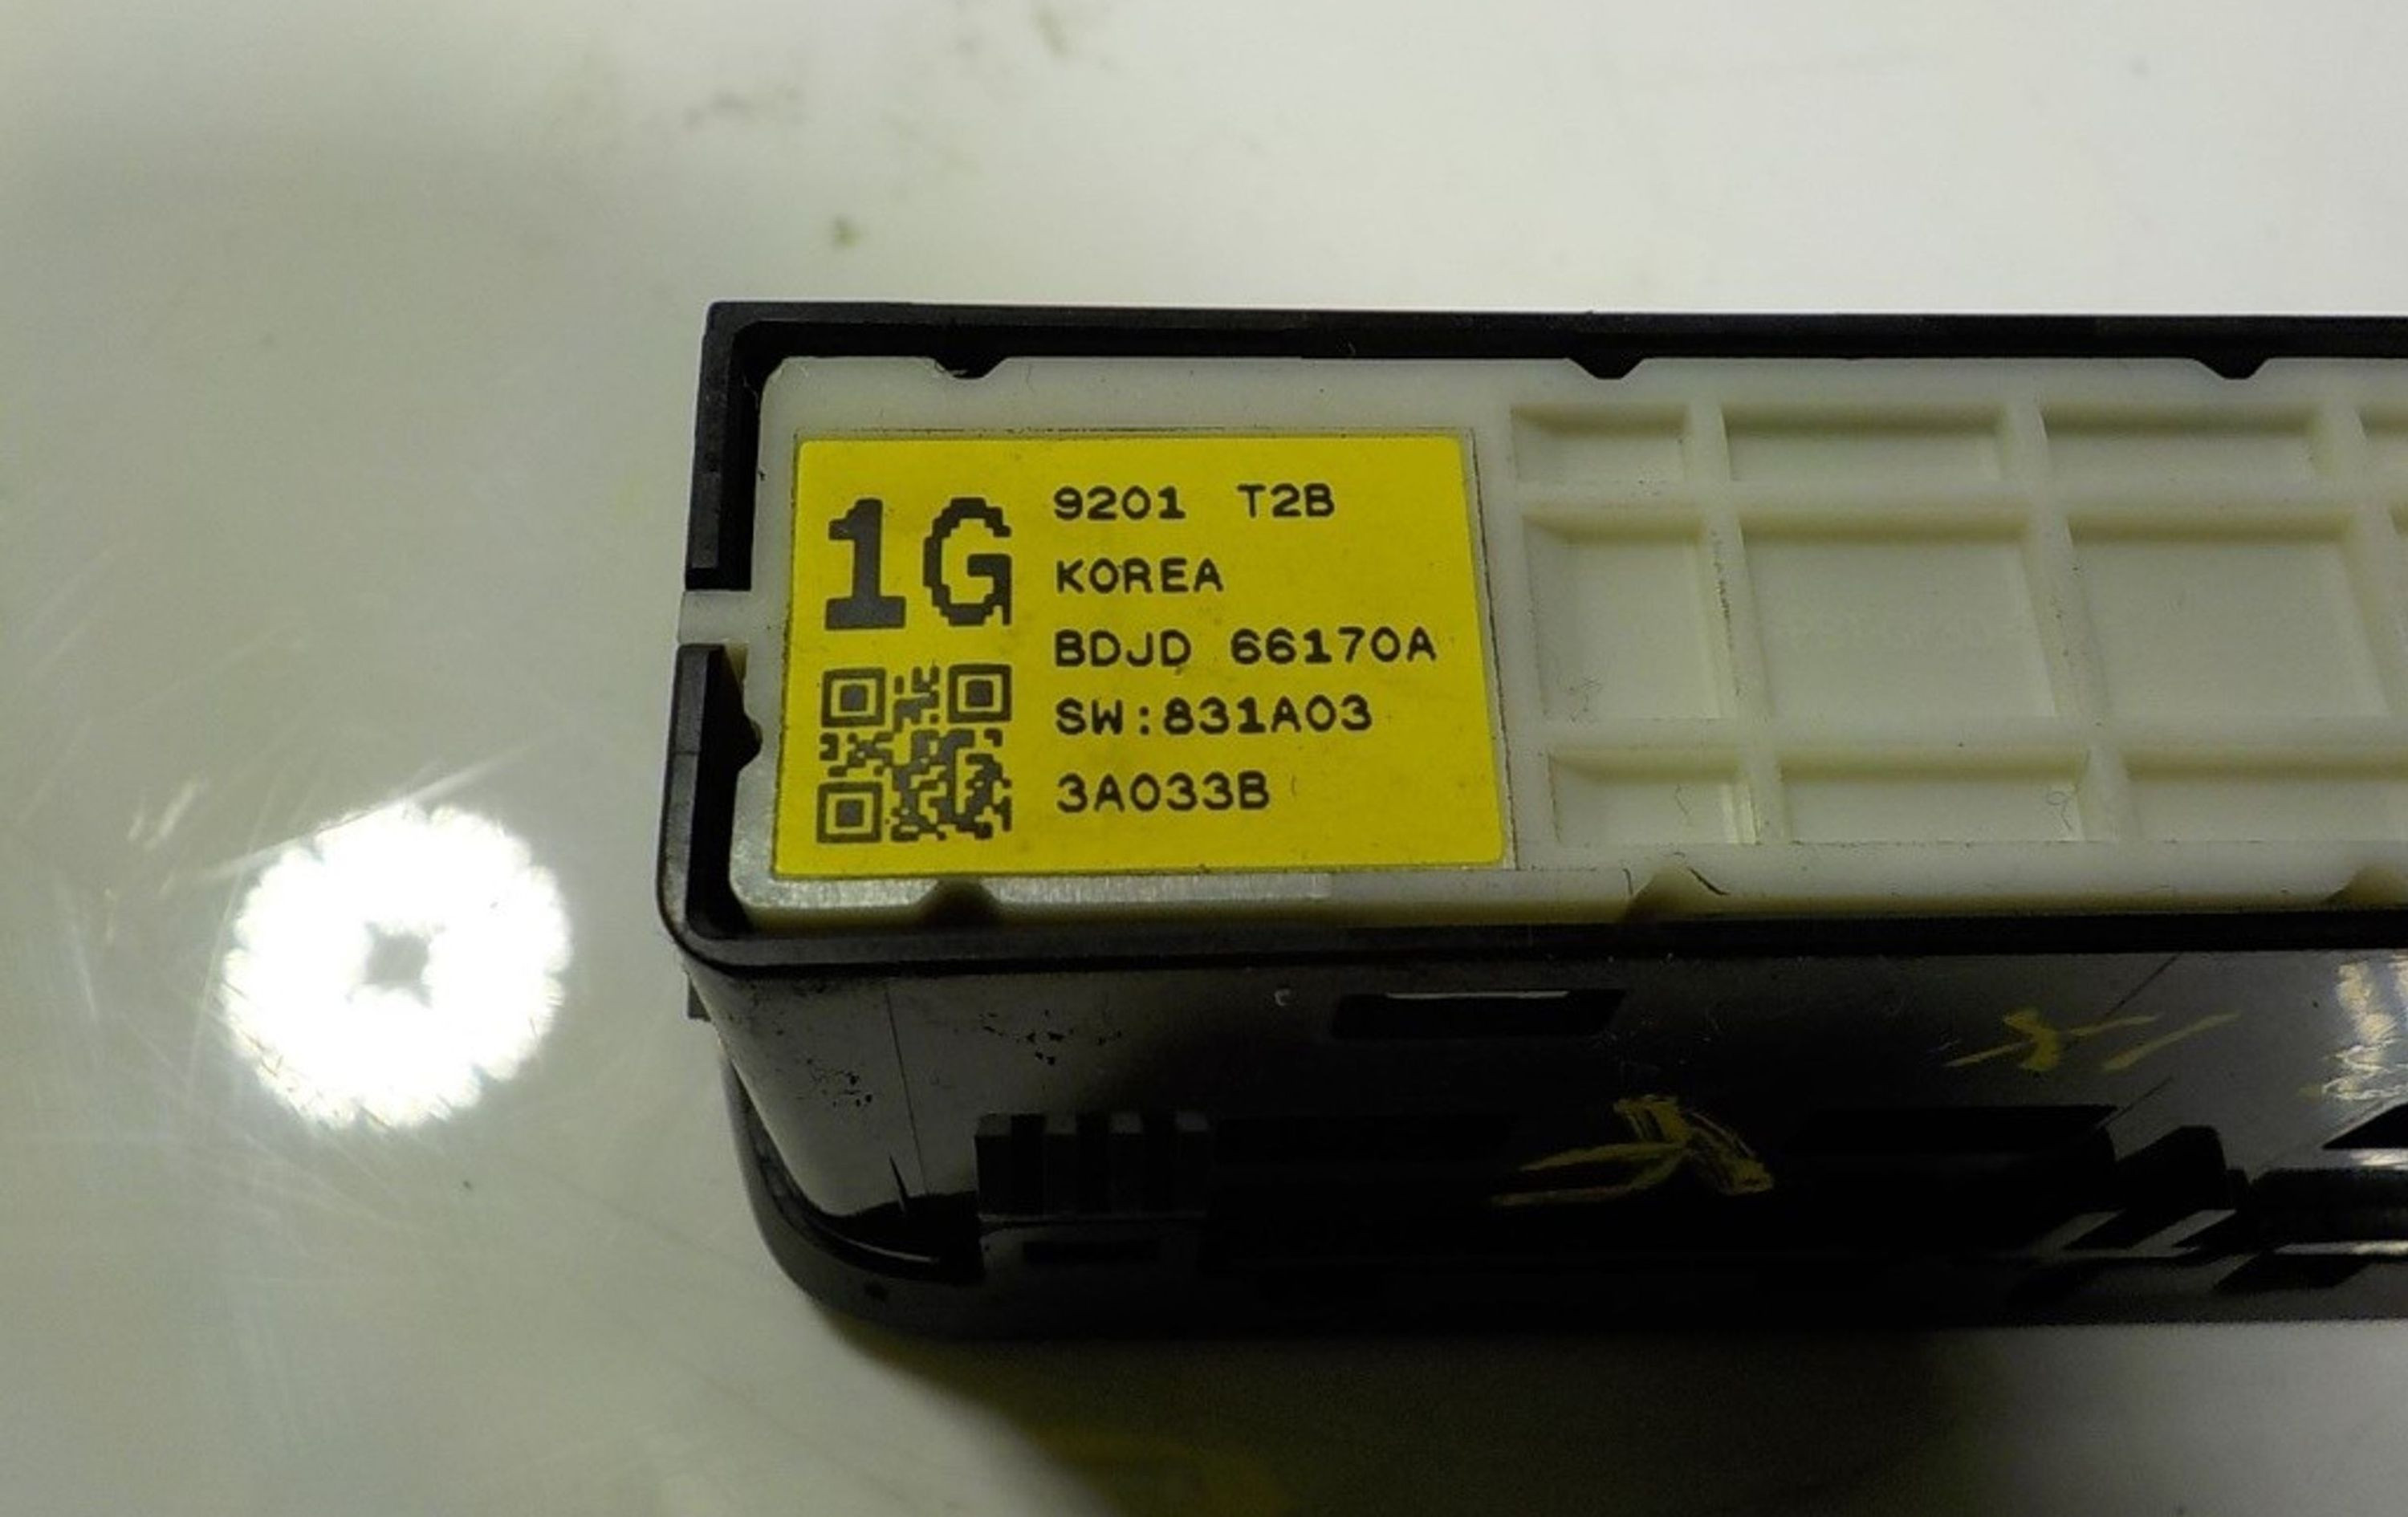 1G
9201 T2B
KOREA
BDJD 66170A
SW:831A03
3A033B